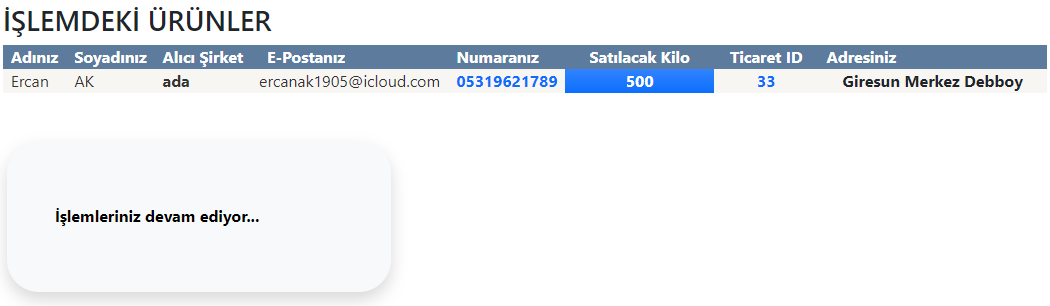 İŞLEMDEKİ ÜRÜNLER
Adınız Soyadınız Alıcı Şirket E-Postanız Numaranız Satılacak Kilo Ticaret ID Adresiniz
Ercan AK ada ercanak1905@icloud.com 05319621789 500 33 Giresun Merkez Debboy
İşlemleriniz devam ediyor...